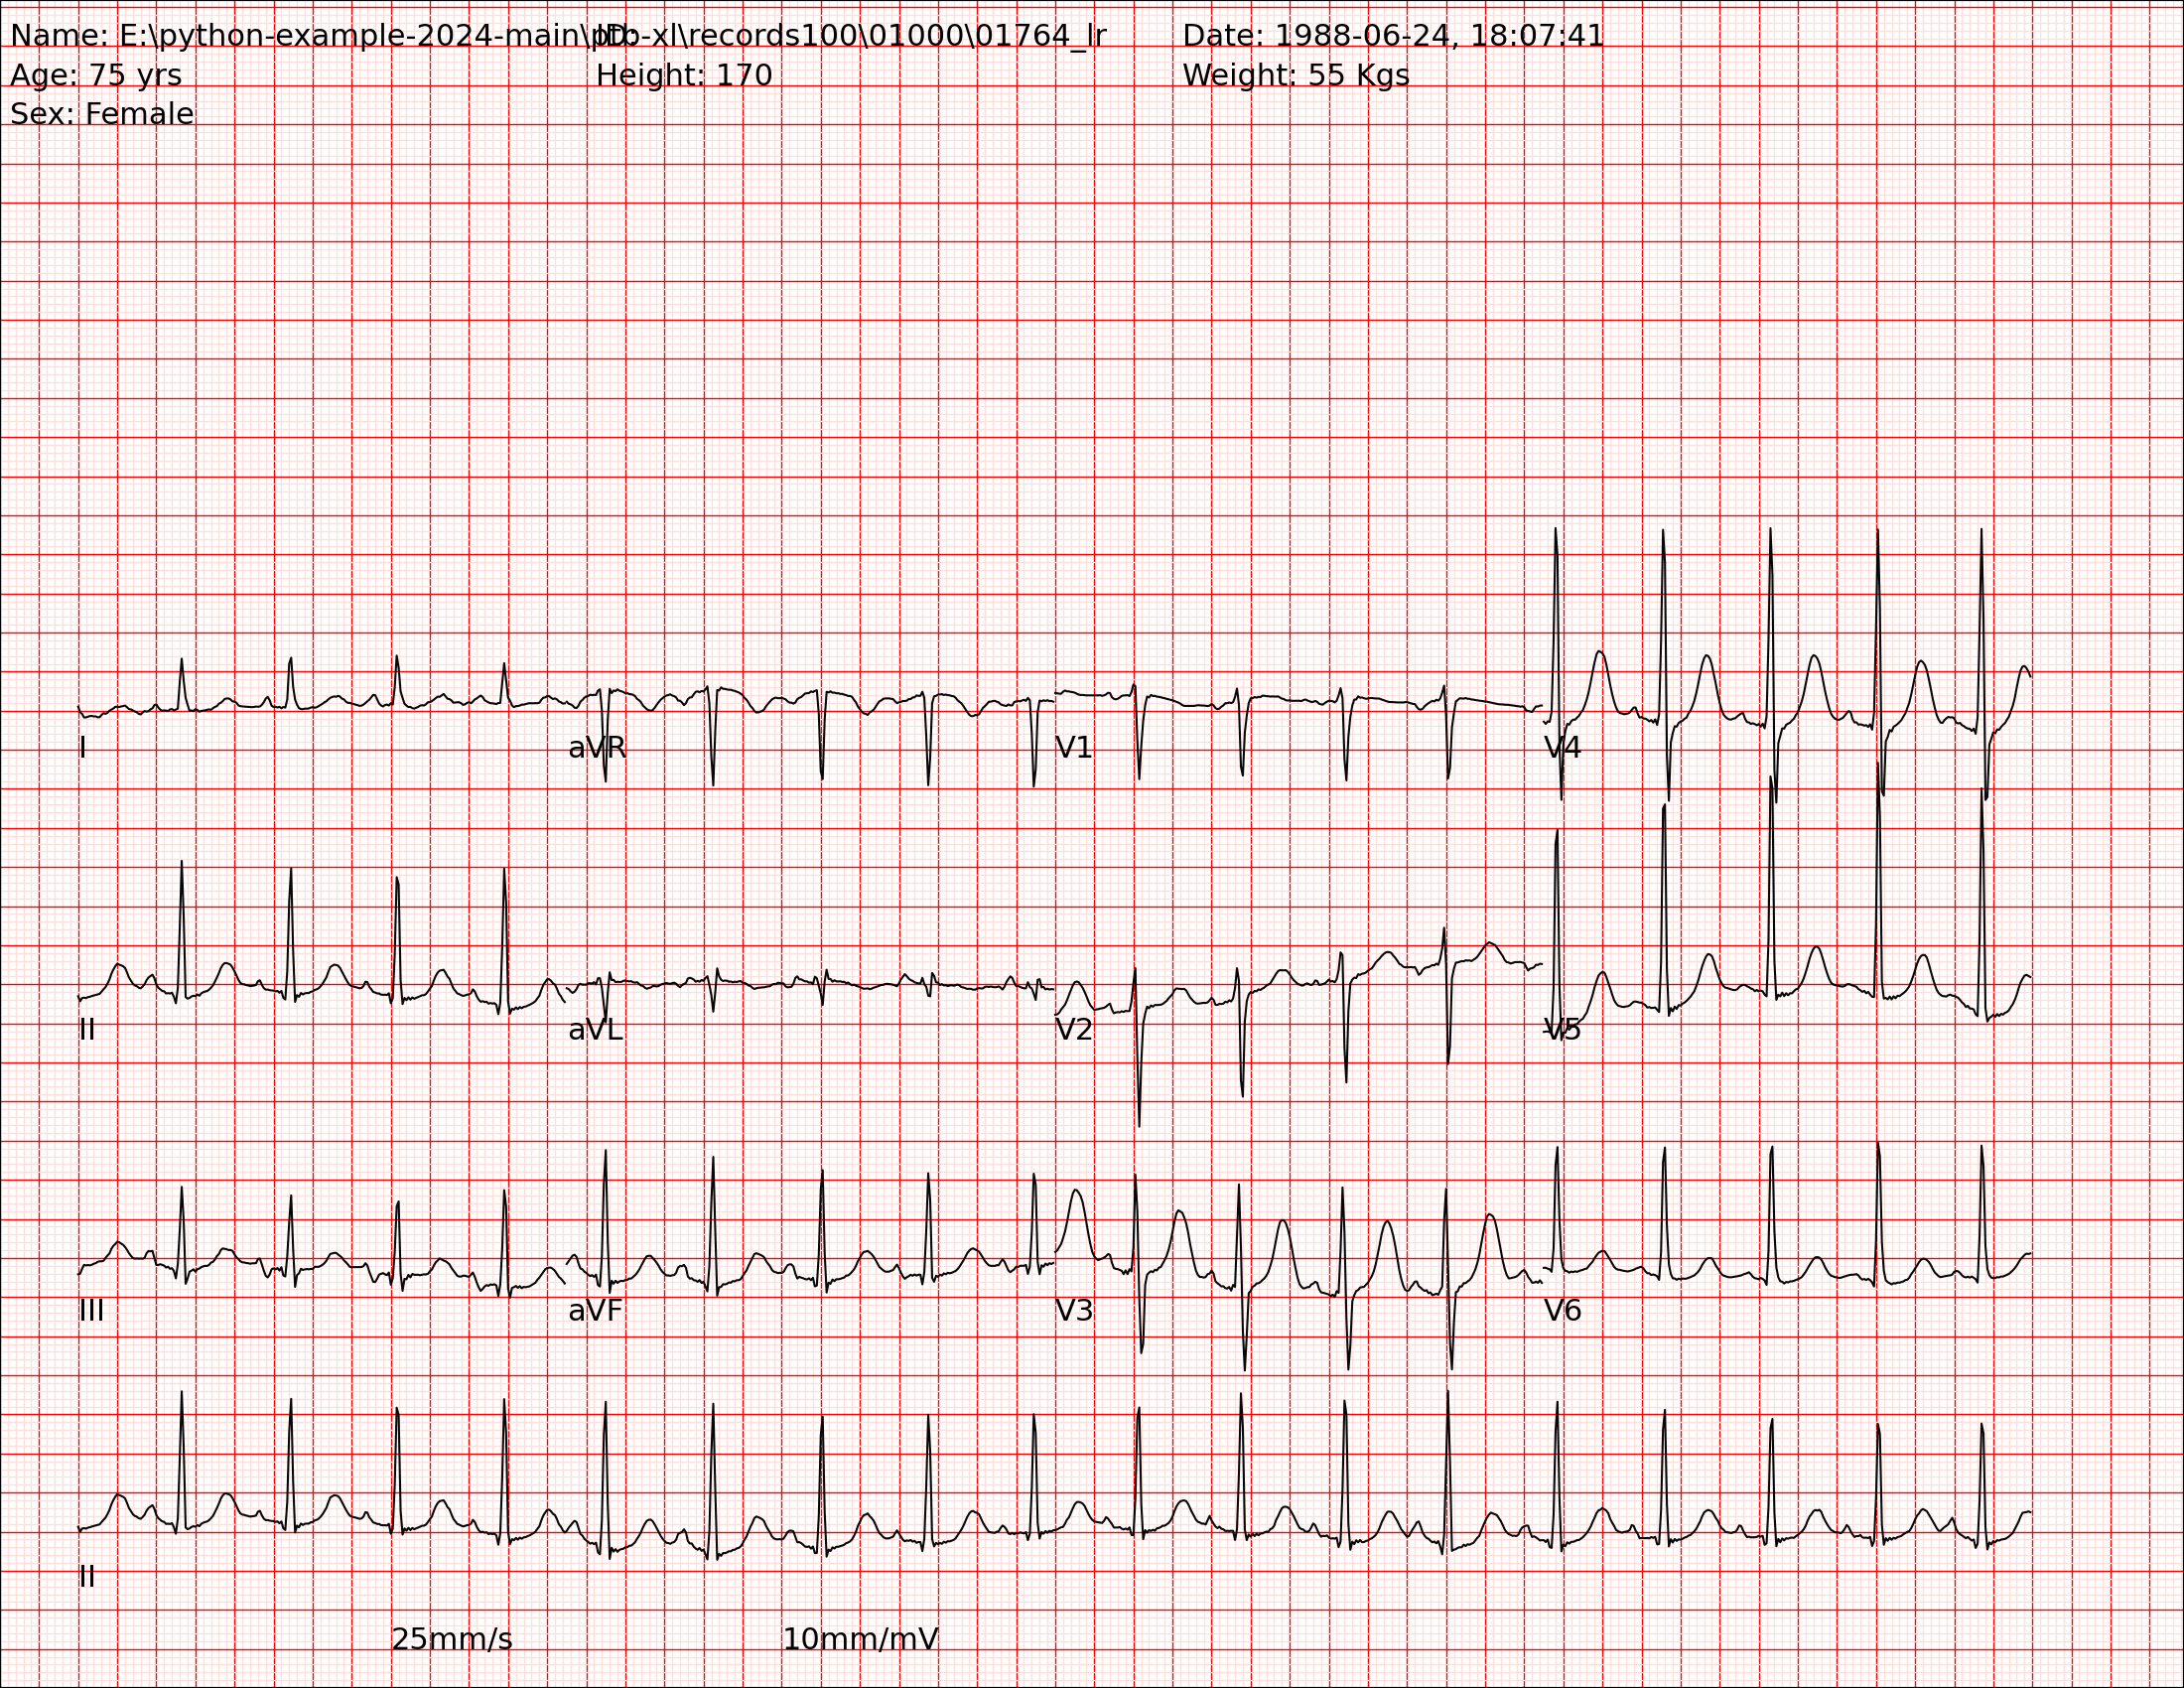 Name: E:\python-example-2024-main\ptb-xl\records100\01000\01764_lr ID: Date: 1988-06-24, 18:07:41
Age: 75 yrs Height: 170 Weight: 55 Kgs
Sex: Female
I aVR V1 V4
II aVL V2 V5
III aVF V3 V6
II
25mm/s 10mm/mV